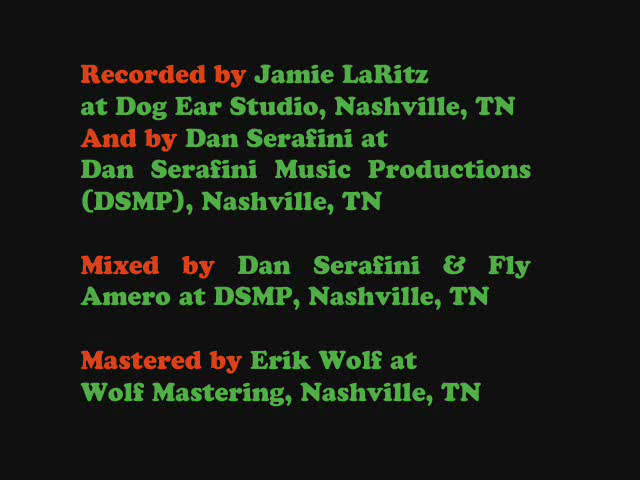 Recorded by Jamie LaRitz
at Dog Ear Studio, Nashville, TN
And by Dan Serafini at
Dan Serafini Music Productions
(DSMP), Nashville, TN
Mixed by Dan Serafini & Fly
Amero at DSMP, Nashville, TN
Mastered by Erik Wolf at
Wolf Mastering, Nashville, TN